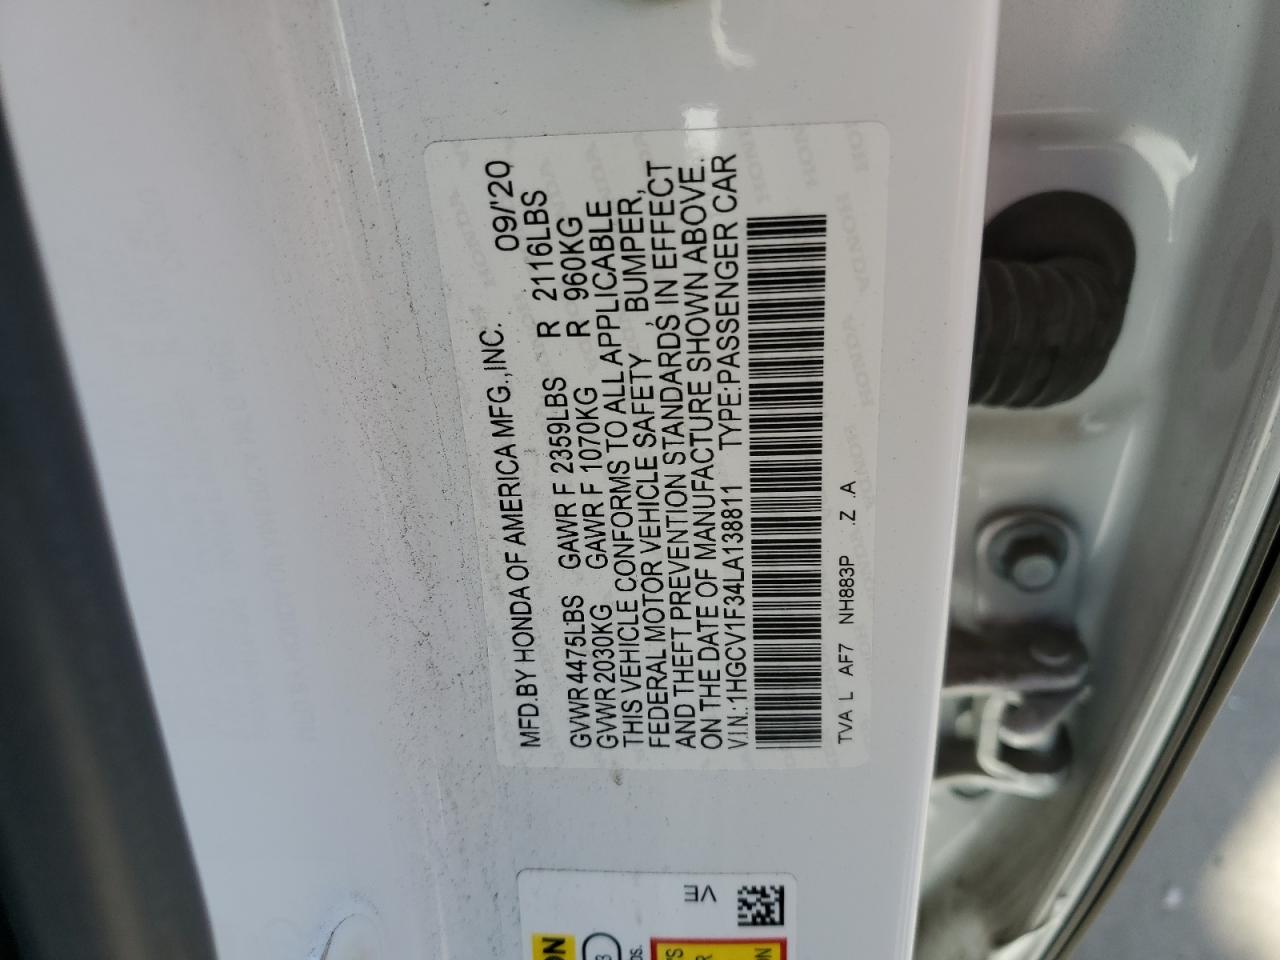 MFD.BY HONDA OF AMERICA MFG.,INC. 09/'20
GVWR4475LBS GAWR F 2359LBS R 2116LBS
GVWR2030KG GAWR F 1070KG R 960KG
THIS VEHICLE CONFORMS TO ALL APPLICABLE
FEDERAL MOTOR VEHICLE SAFETY , BUMPER,
AND THEFT PREVENTION STANDARDS IN EFFECT
ON THE DATE OF MANUFACTURE SHOWN ABOVE.
V.I.N.:1HGCV1F34LA138811 TYPE:PASSENGER CAR
TVA L AF7 NH883P .Z .A
VE